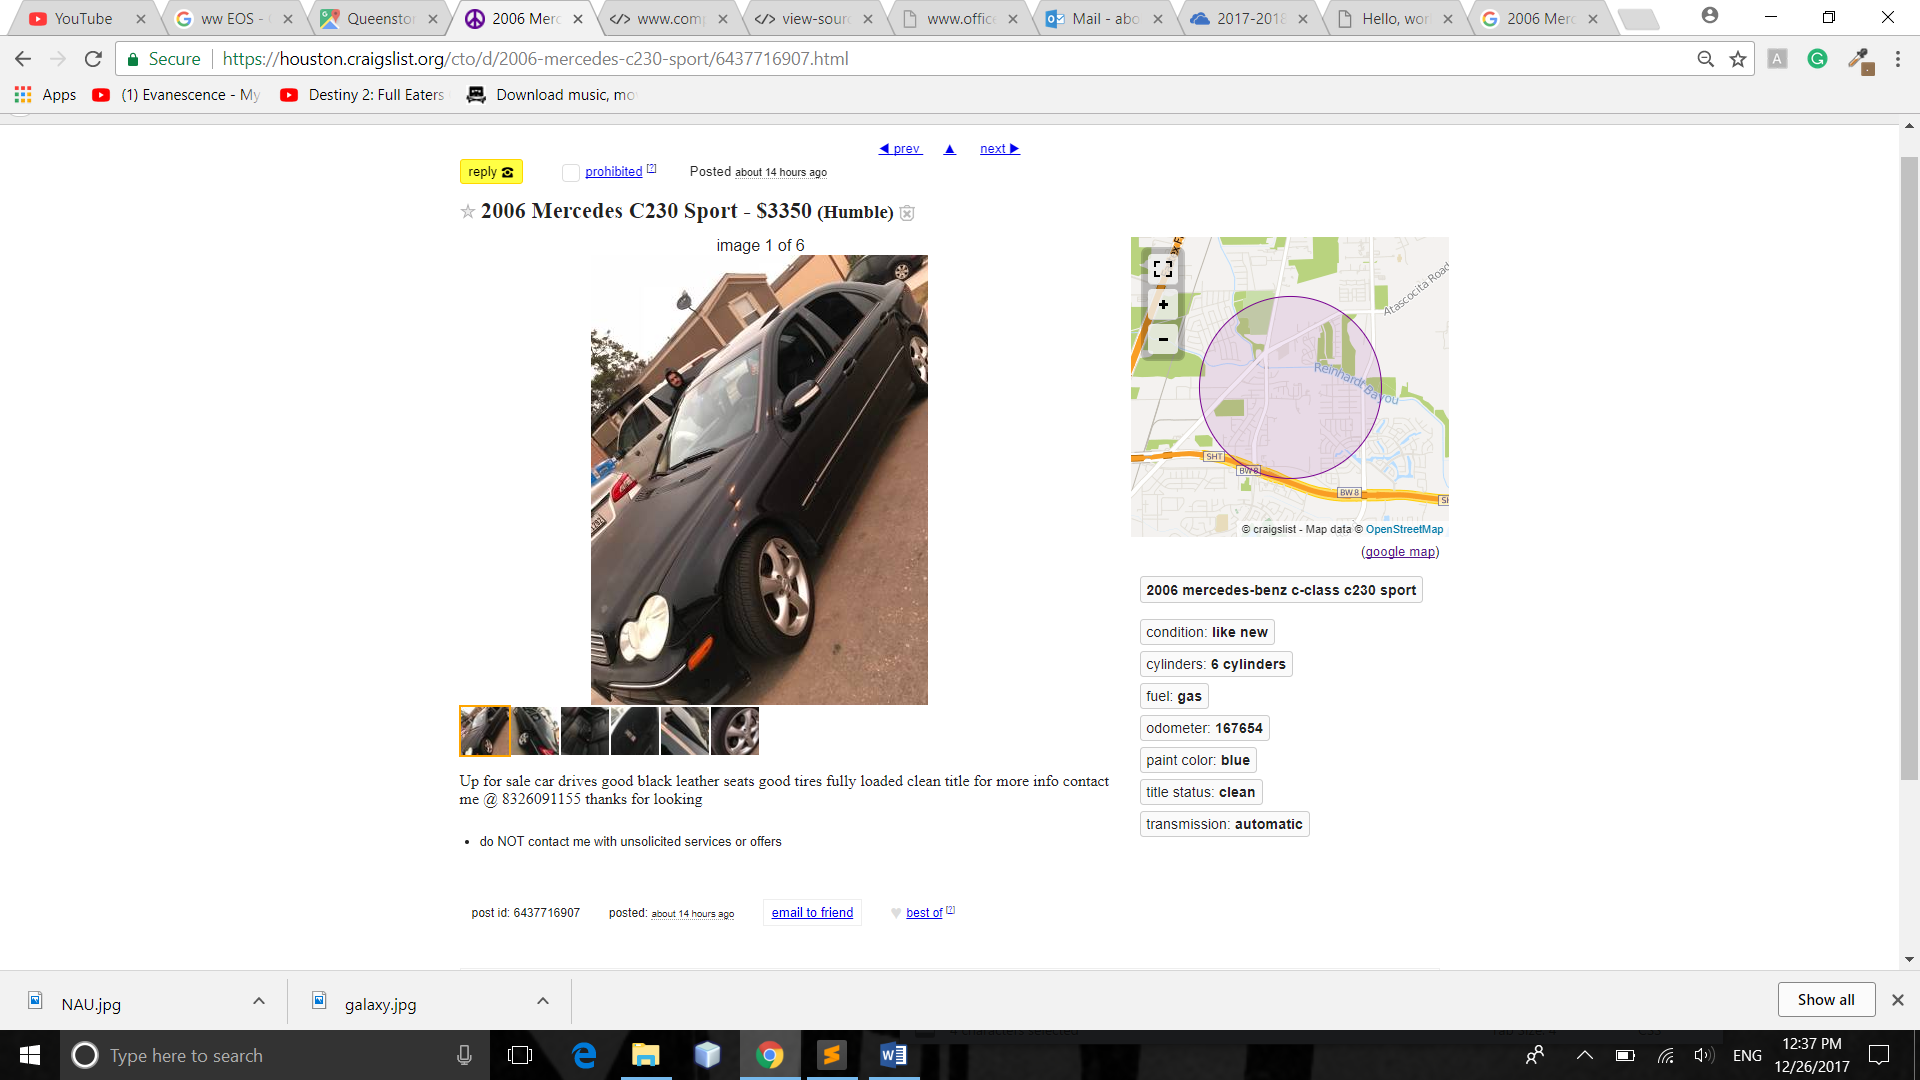 YouTube
ww EOS -
Queenstor
2006 Merc
www.comp
view-sourc
www.office
Mail - abo
2017-2018
Hello, wor
2006 Merc
Secure
https://houston.craigslist.org/cto/d/2006-mercedes-c230-sport/6437716907.html
Apps
(1) Evanescence - My
Destiny 2: Full Eaters
Download music, mo
◀ prev ▲ next ▶
reply prohibited [?] Posted about 14 hours ago
2006 Mercedes C230 Sport - $3350 (Humble)
image 1 of 6
+
-
Atascocita Road
Reinhardt Bayou
SHT
BW 8
BW 8
© craigslist - Map data © OpenStreetMap
(google map)
2006 mercedes-benz c-class c230 sport
condition: like new
cylinders: 6 cylinders
fuel: gas
odometer: 167654
paint color: blue
title status: clean
transmission: automatic
Up for sale car drives good black leather seats good tires fully loaded clean title for more info contact
me @ 8326091155 thanks for looking
• do NOT contact me with unsolicited services or offers
post id: 6437716907 posted: about 14 hours ago email to friend ♥ best of [?]
NAU.jpg
galaxy.jpg
Show all
Type here to search
ENG
12:37 PM
12/26/2017